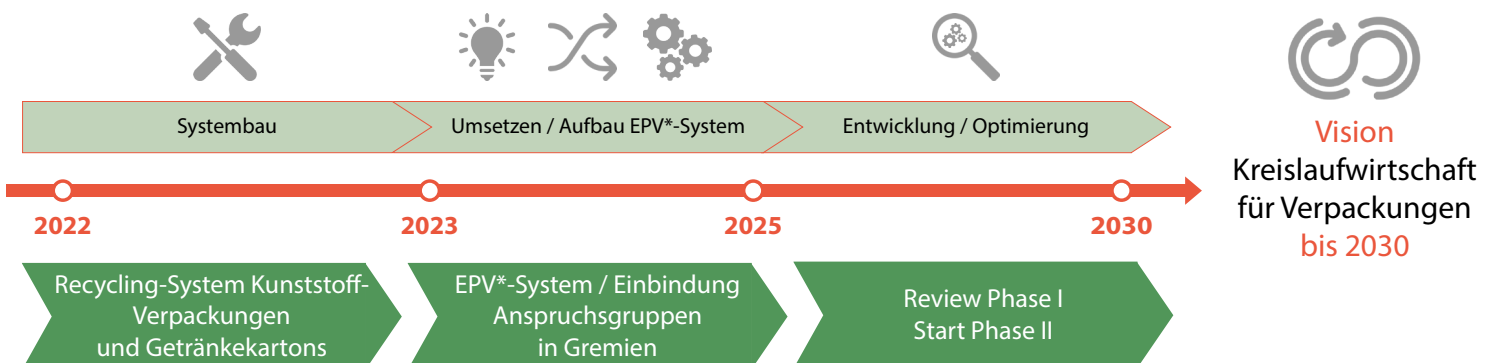 Systembau
Umsetzen / Aufbau EPV*-System
Entwicklung / Optimierung
2022
2023
2025
2030
Recycling-System Kunststoff-
Verpackungen
und Getränkekartons
EPV*-System / Einbindung
Anspruchsgruppen
in Gremien
Review Phase I
Start Phase II
Vision
Kreislaufwirtschaft
für Verpackungen
bis 2030